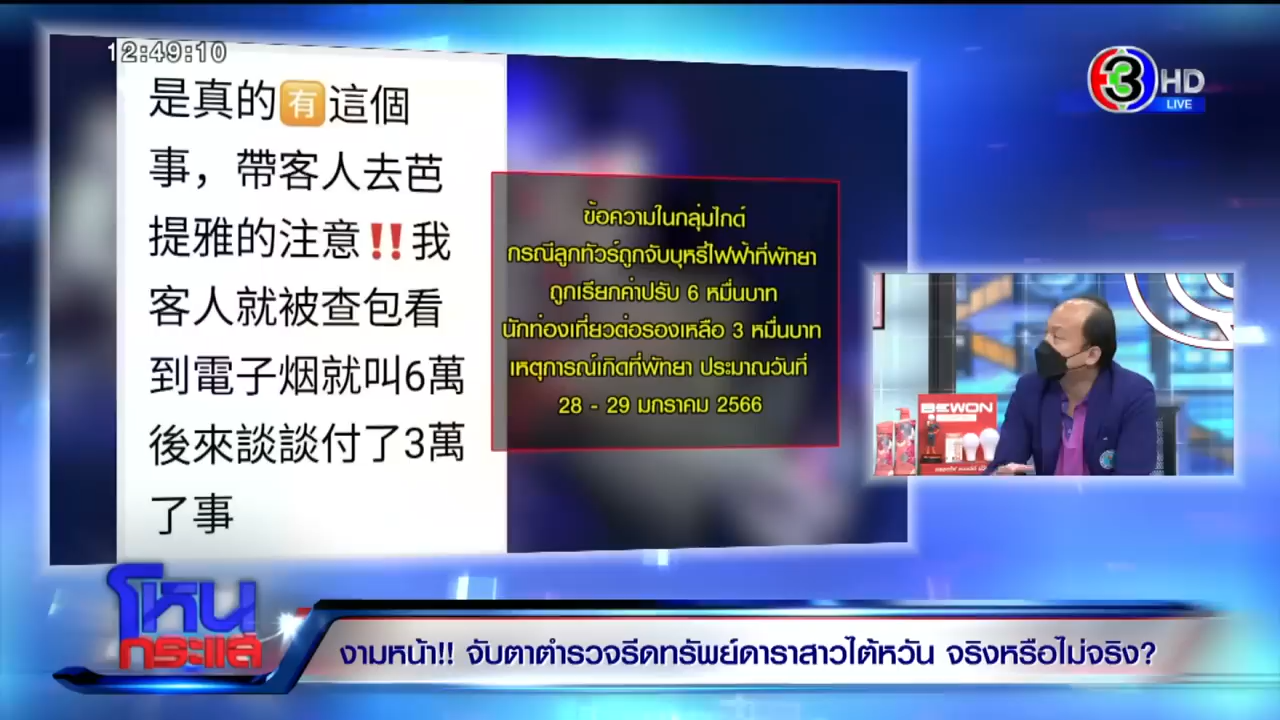 12:49:10
是真的🈶這個
事，帶客人去芭
提雅的注意‼️我
客人就被查包看
到電子烟就叫6萬
後來談談付了3萬
了事
ข้อความในกลุ่มไกด์
กรณีลูกทัวร์ถูกจับบุหรี่ไฟฟ้าที่พัทยา
ถูกเรียกค่าปรับ 6 หมื่นบาท
นักท่องเที่ยวต่อรองเหลือ 3 หมื่นบาท
เหตุการณ์เกิดที่พัทยา ประมาณวันที่
28 - 29 มกราคม 2566
3 HD
LIVE
โหน
กระแส
งามหน้า!! จับตาตำรวจรีดทรัพย์ดาราสาวไต้หวัน จริงหรือไม่จริง?